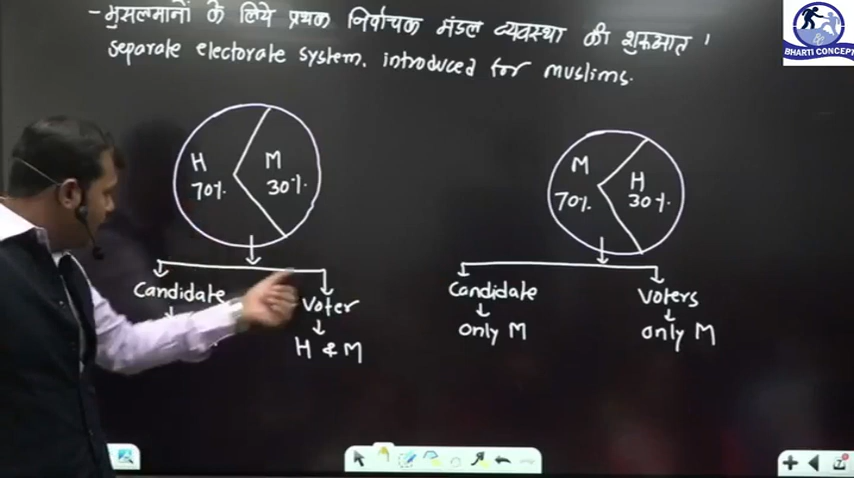 - मुसलमानों के लिये प्रथक निर्वाचक मंडल व्यवस्था की शुरूआत ।
Separate electorate system, introduced for muslims.
BHARTI CONCEPT
H
70%.
M
30%.
M
70%.
H
30%.
Candidate
Voter
H & M
Candidate
only M
Voters
only M